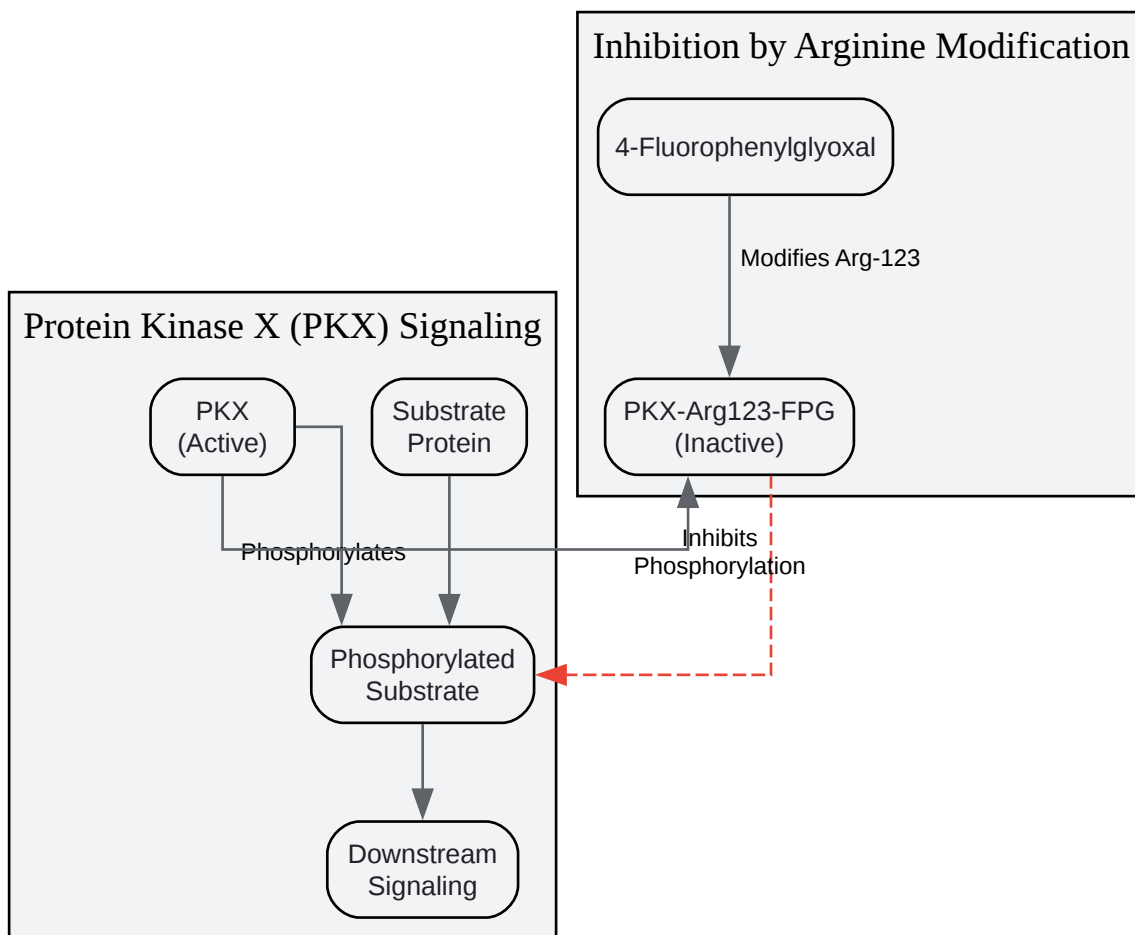 Inhibition by Arginine Modification
4-Fluorophenylglyoxal
Modifies Arg-123
Protein Kinase X (PKX) Signaling
PKX
(Active)
Substrate
Protein
PKX-Arg123-FPG
(Inactive)
Phosphorylates
Inhibits
Phosphorylation
Phosphorylated
Substrate
Downstream
Signaling